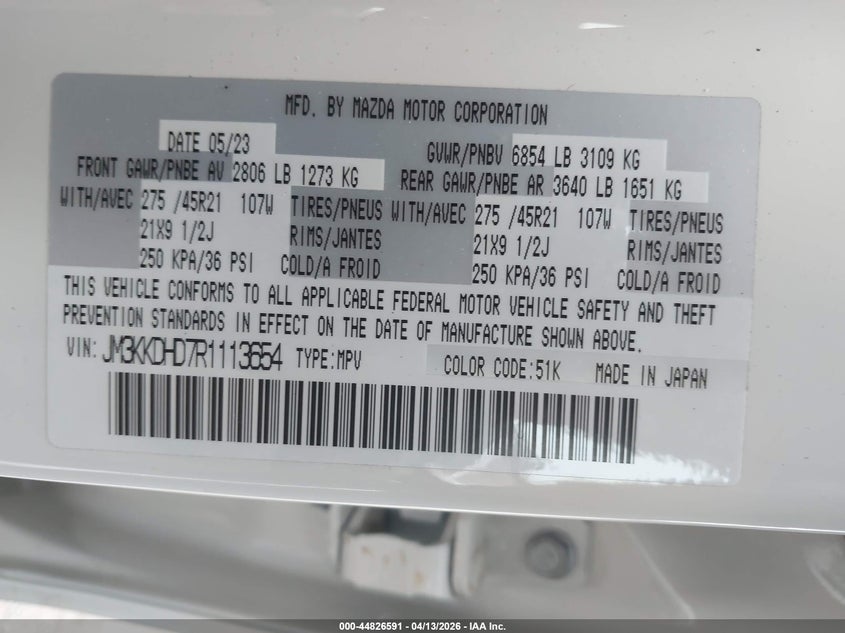 MFD. BY MAZDA MOTOR CORPORATION
DATE 05/23 GVWR/PNBV 6854 LB 3109 KG
FRONT GAWR/PNBE AV 2806 LB 1273 KG REAR GAWR/PNBE AR 3640 LB 1651 KG
WITH/AVEC 275 /45R21 107W TIRES/PNEUS WITH/AVEC 275 /45R21 107W TIRES/PNEUS
21X9 1/2J RIMS/JANTES 21X9 1/2J RIMS/JANTES
250 KPA/36 PSI COLD/A FROID 250 KPA/36 PSI COLD/A FROID
THIS VEHICLE CONFORMS TO ALL APPLICABLE FEDERAL MOTOR VEHICLE SAFETY AND THEFT
PREVENTION STANDARDS IN EFFECT ON THE DATE OF MANUFACTURE SHOWN ABOVE.
VIN: JM3KKDHD7R1113654 TYPE:MPV COLOR CODE:51K MADE IN JAPAN
000-44826591 - 04/13/2026 - IAA Inc.